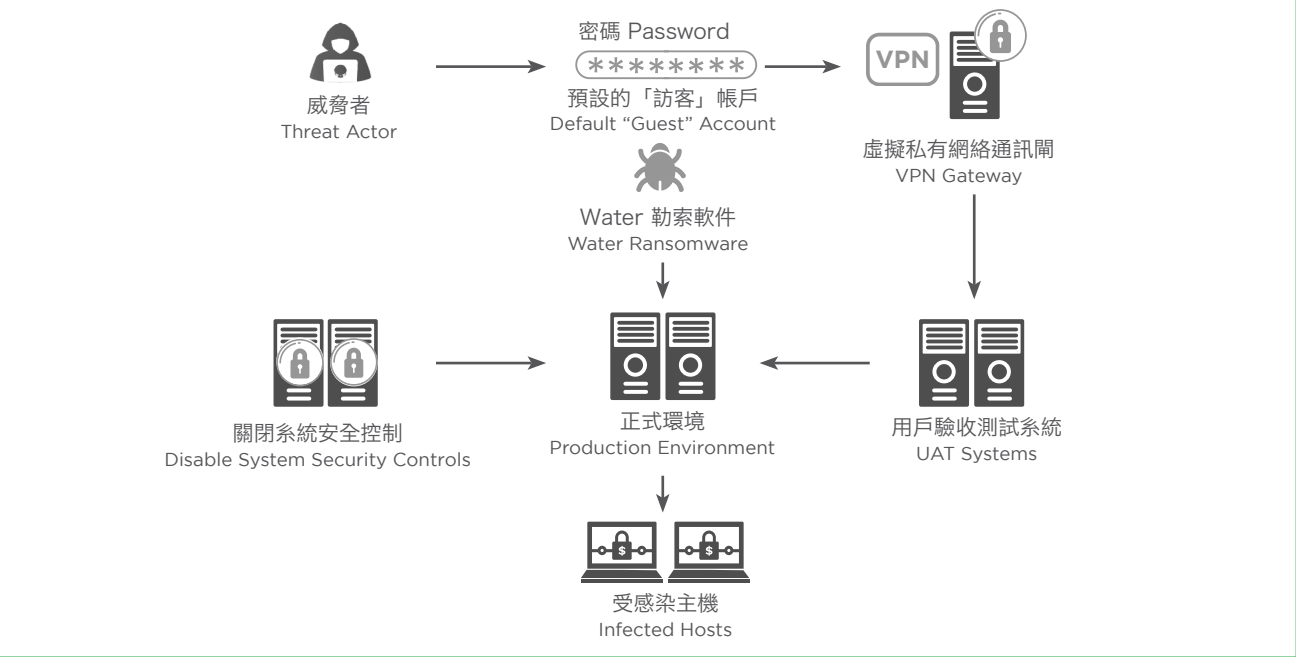 密碼 Password
********
VPN
威脅者
Threat Actor
預設的「訪客」帳戶
Default “Guest” Account
虛擬私有網絡通訊閘
VPN Gateway
Water 勒索軟件
Water Ransomware
關閉系統安全控制
Disable System Security Controls
正式環境
Production Environment
用戶驗收測試系統
UAT Systems
$ $
受感染主機
Infected Hosts